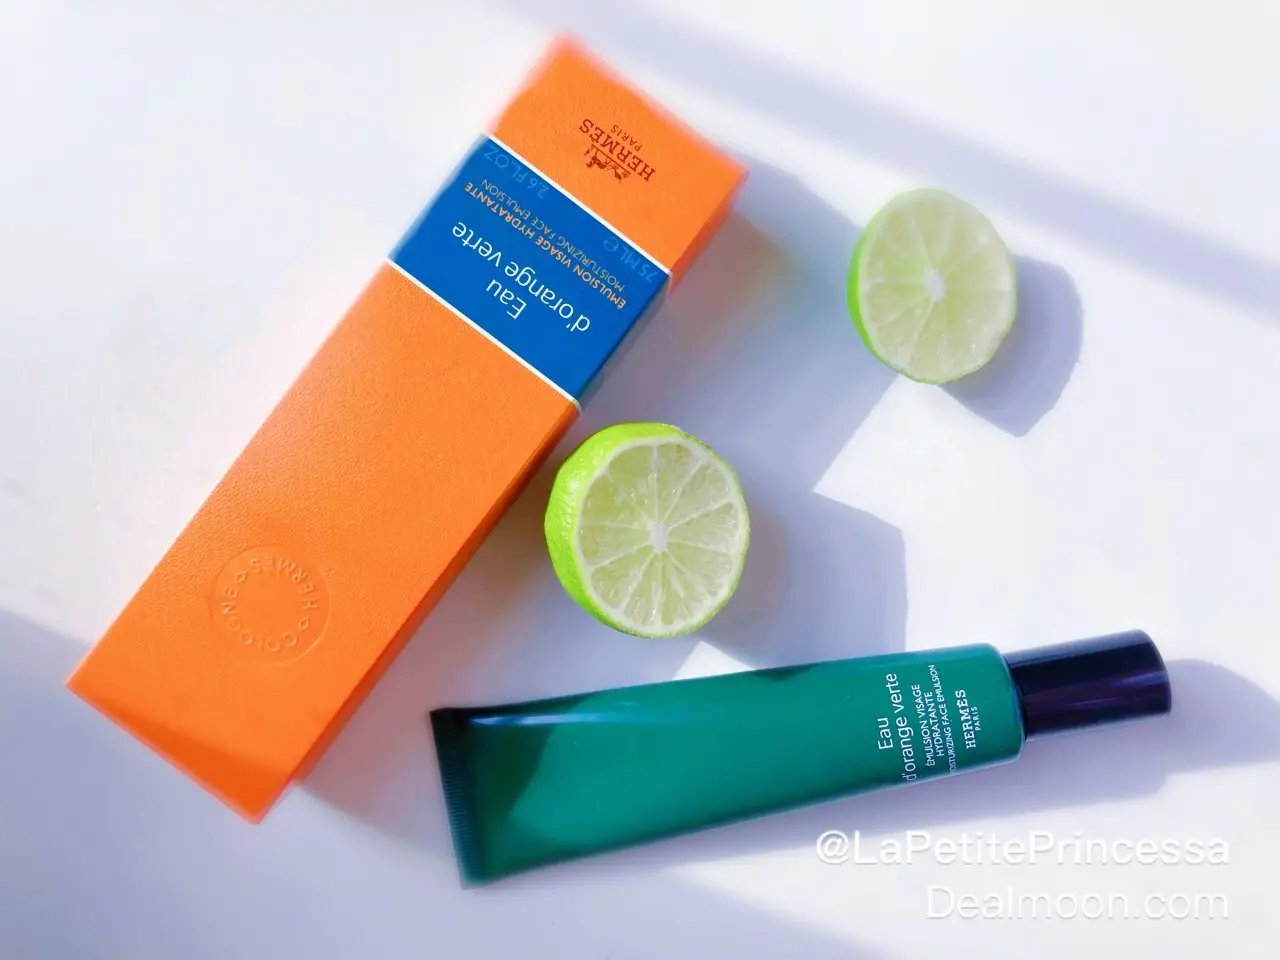 HERMÈS
PARIS
Eau
d'orange verte
ÉMULSION VISAGE HYDRATANTE
MOISTURIZING FACE EMULSION
75 ML e 2.6 FL.OZ
HERMÈS COLOGNE
Eau
d'orange verte
ÉMULSION VISAGE
HYDRATANTE
MOISTURIZING FACE EMULSION
HERMÈS
PARIS
@LaPetitePrincessa
Dealmoon.com